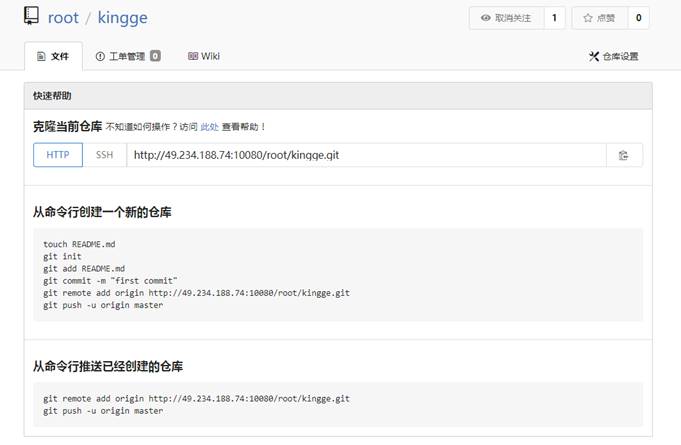 root / kingge
取消关注 1
点赞 0
文件
工单管理 0
Wiki
仓库设置
快速帮助
克隆当前仓库 不知道如何操作？访问 此处 查看帮助！
HTTP SSH http://49.234.188.74:10080/root/kingge.git
从命令行创建一个新的仓库
touch README.md
git init
git add README.md
git commit -m "first commit"
git remote add origin http://49.234.188.74:10080/root/kingge.git
git push -u origin master
从命令行推送已经创建的仓库
git remote add origin http://49.234.188.74:10080/root/kingge.git
git push -u origin master